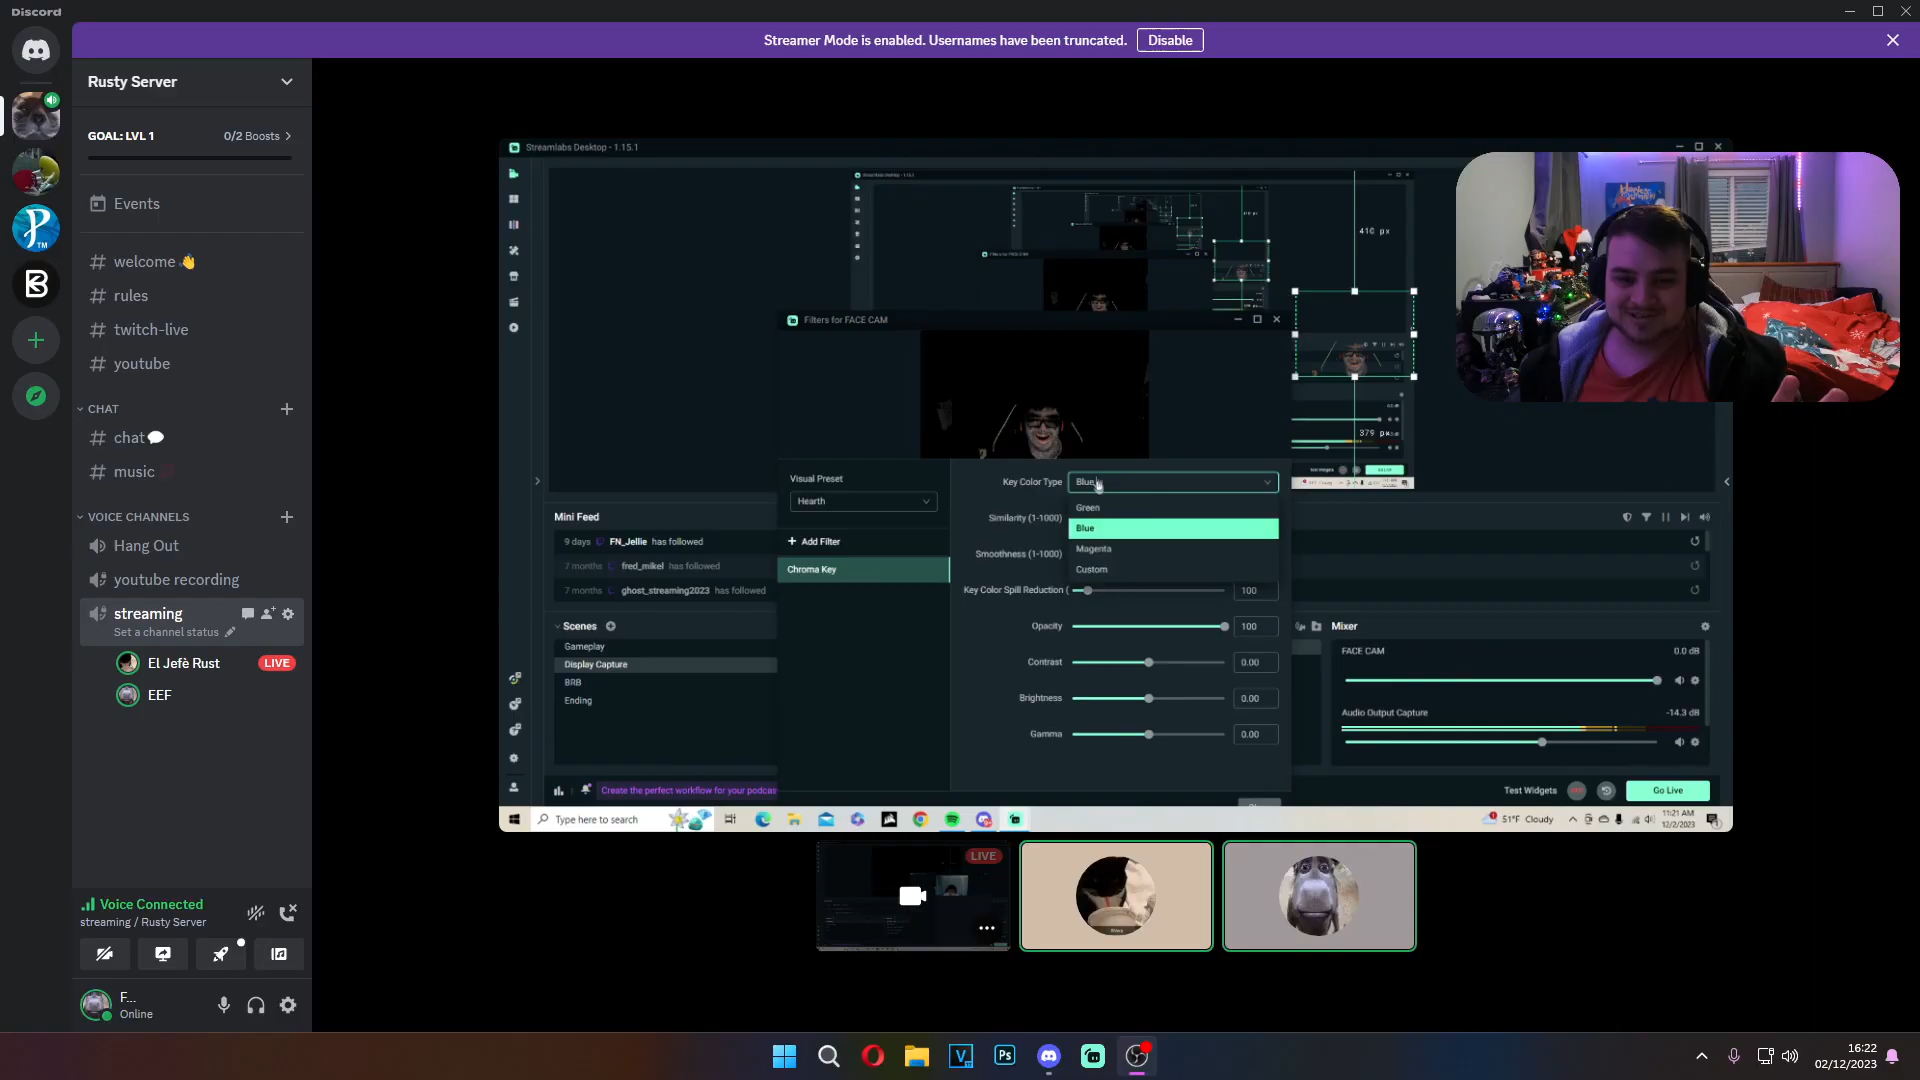 Discord
Streamer Mode is enabled. Usernames have been truncated. Disable
Rusty Server
GOAL: LVL 1 0/2 Boosts
Events
welcome 👋
rules
twitch-live
youtube
CHAT
chat💬
music
VOICE CHANNELS
Hang Out
youtube recording
streaming
Set a channel status
El Jefè Rust LIVE
EEF
Voice Connected
streaming / Rusty Server
F...
Online
Streamlabs Desktop - 1.15.1
410 px
379 px
Filters for FACE CAM
Visual Preset
Hearth
Add Filter
Chroma Key
Key Color Type Blue
Green
Blue
Magenta
Custom
Similarity (1-1000)
Smoothness (1-1000)
Key Color Spill Reduction ( 100
Opacity 100
Contrast 0.00
Brightness 0.00
Gamma 0.00
Mini Feed
9 days FN_Jellie has followed
7 months fred_mikel has followed
7 months ghost_streaming2023 has followed
Scenes
Gameplay
Display Capture
BRB
Ending
Mixer
FACE CAM 0.0 dB
Audio Output Capture -14.3 dB
Create the perfect workflow for your podcas
Test Widgets
Go Live
Type here to search
51°F Cloudy
11:21 AM
12/2/2023
LIVE
16:22
02/12/2023